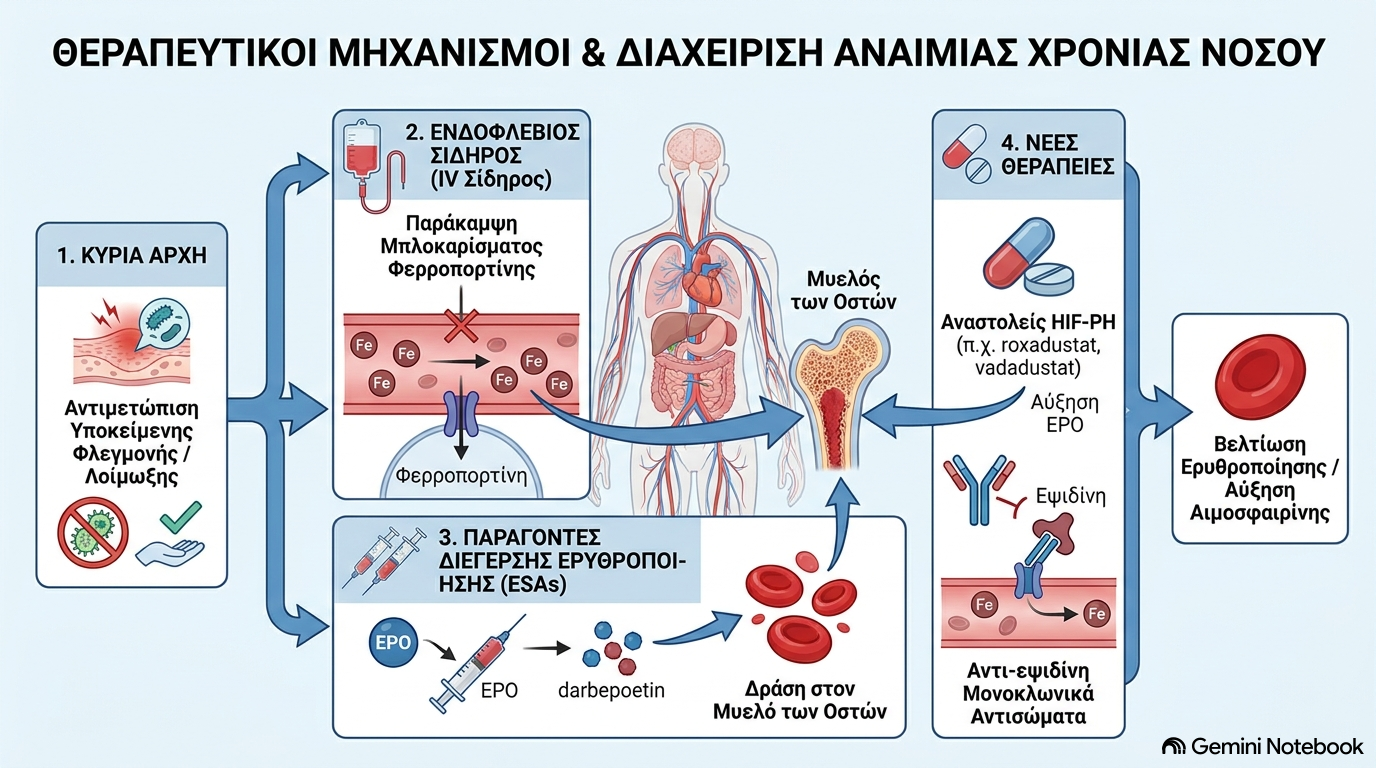 ΘΕΡΑΠΕΥΤΙΚΟΙ ΜΗΧΑΝΙΣΜΟΙ & ΔΙΑΧΕΙΡΙΣΗ ΑΝΑΙΜΙΑΣ ΧΡΟΝΙΑΣ ΝΟΣΟΥ
1. ΚΥΡΙΑ ΑΡΧΗ
Αντιμετώπιση
Υποκείμενης
Φλεγμονής /
Λοίμωξης
2. ΕΝΔΟΦΛΕΒΙΟΣ
ΣΙΔΗΡΟΣ
(IV Σίδηρος)
Παράκαμψη
Μπλοκαρίσματος
Φερροπορτίνης
Fe
Fe
Fe
Fe
Fe
Φερροπορτίνη
3. ΠΑΡΑΓΟΝΤΕΣ
ΔΙΕΓΕΡΣΗΣ ΕΡΥΘΡΟΠΟΙ-
ΗΣΗΣ (ESAs)
EPO
EPO
darbepoetin
Δράση στον
Μυελό των Οστών
Μυελός
των Οστών
4. ΝΕΕΣ
ΘΕΡΑΠΕΙΕΣ
Αναστολείς HIF-PH
(π.χ. roxadustat,
vadadustat)
Αύξηση
EPO
Εψιδίνη
Fe
Fe
Αντι-εψιδίνη
Μονοκλωνικά
Αντισώματα
Βελτίωση
Ερυθροποίησης /
Αύξηση
Αιμοσφαιρίνης
Gemini Notebook